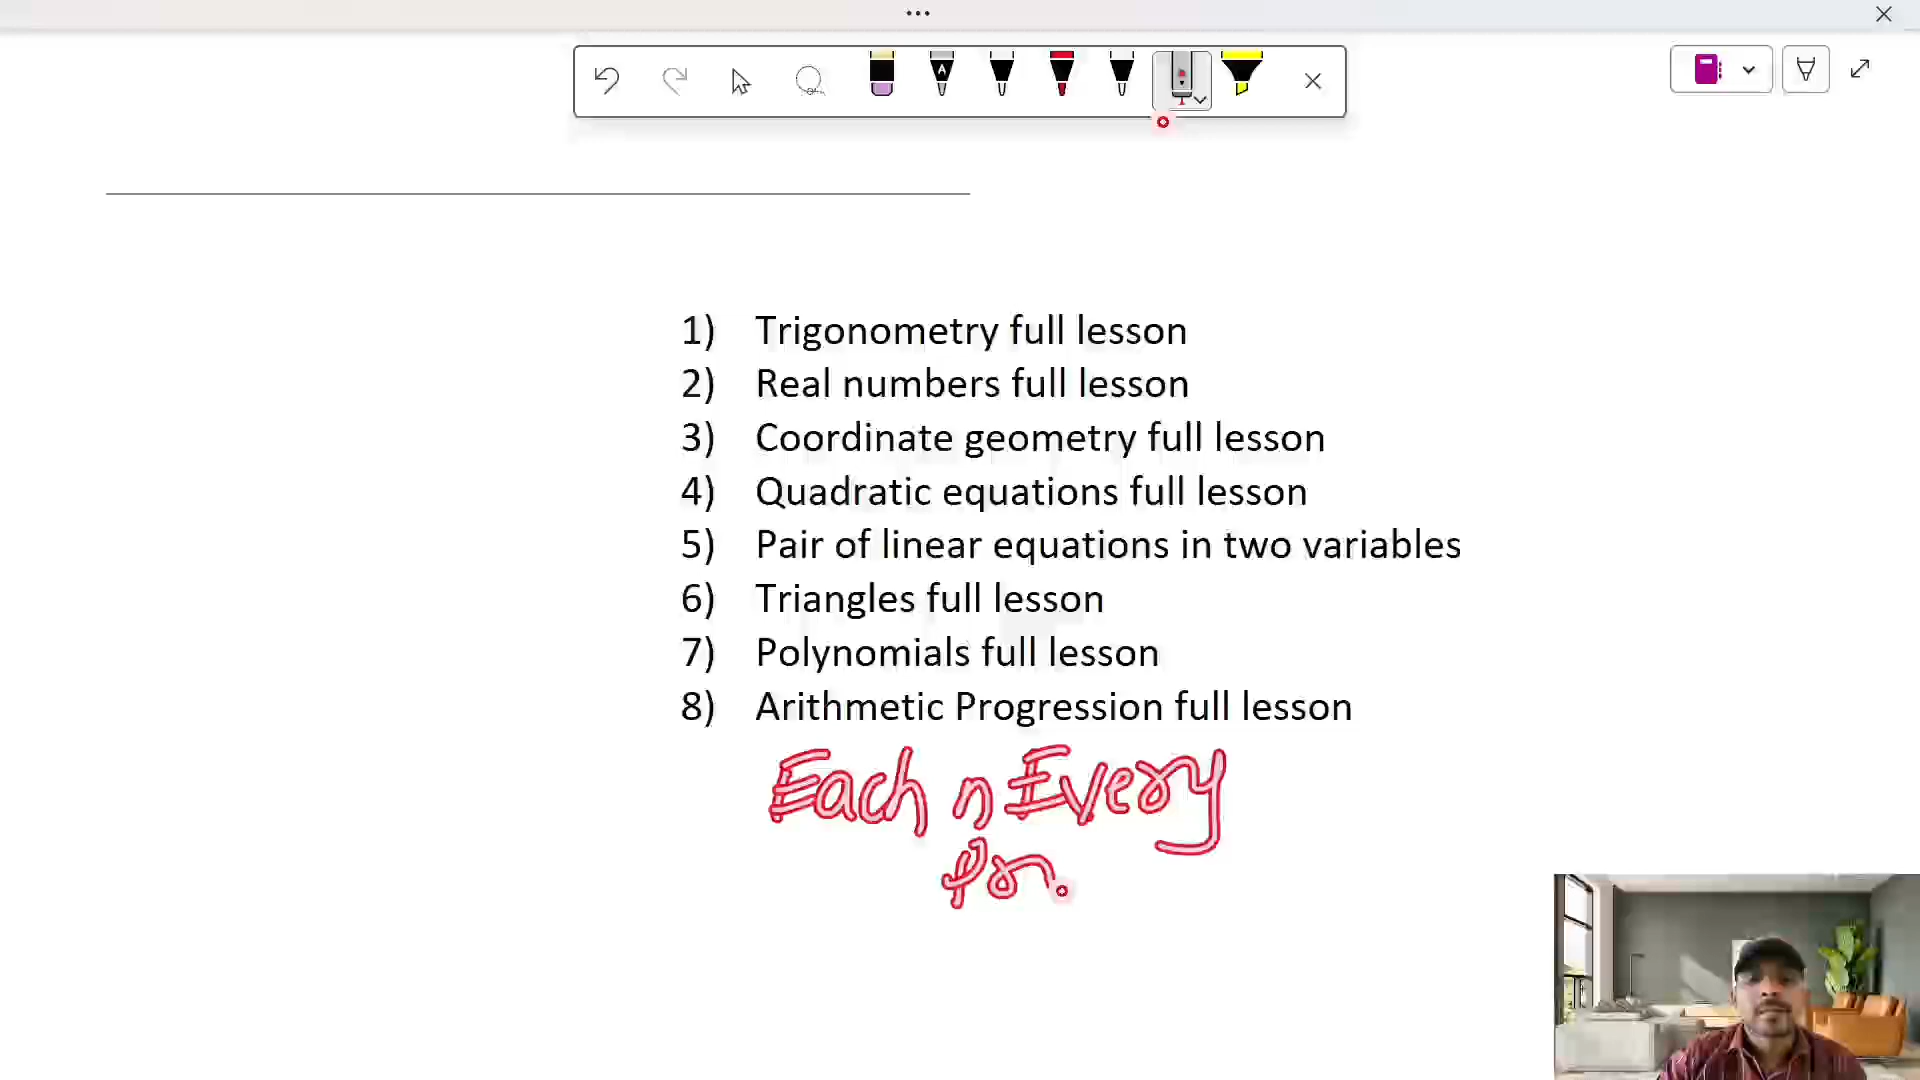 1) Trigonometry full lesson
2) Real numbers full lesson
3) Coordinate geometry full lesson
4) Quadratic equations full lesson
5) Pair of linear equations in two variables
6) Triangles full lesson
7) Polynomials full lesson
8) Arithmetic Progression full lesson
Each n Every
Pr